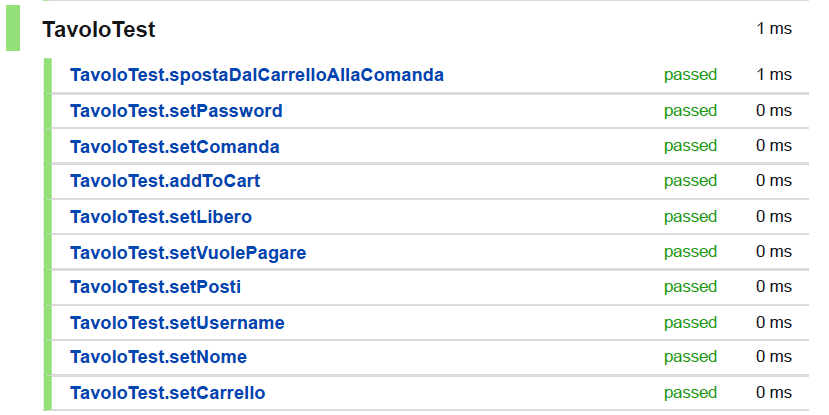 TavoloTest 1 ms
TavoloTest.spostaDalCarrelloAllaComanda passed 1 ms
TavoloTest.setPassword passed 0 ms
TavoloTest.setComanda passed 0 ms
TavoloTest.addToCart passed 0 ms
TavoloTest.setLibero passed 0 ms
TavoloTest.setVuolePagare passed 0 ms
TavoloTest.setPosti passed 0 ms
TavoloTest.setUsername passed 0 ms
TavoloTest.setNome passed 0 ms
TavoloTest.setCarrello passed 0 ms